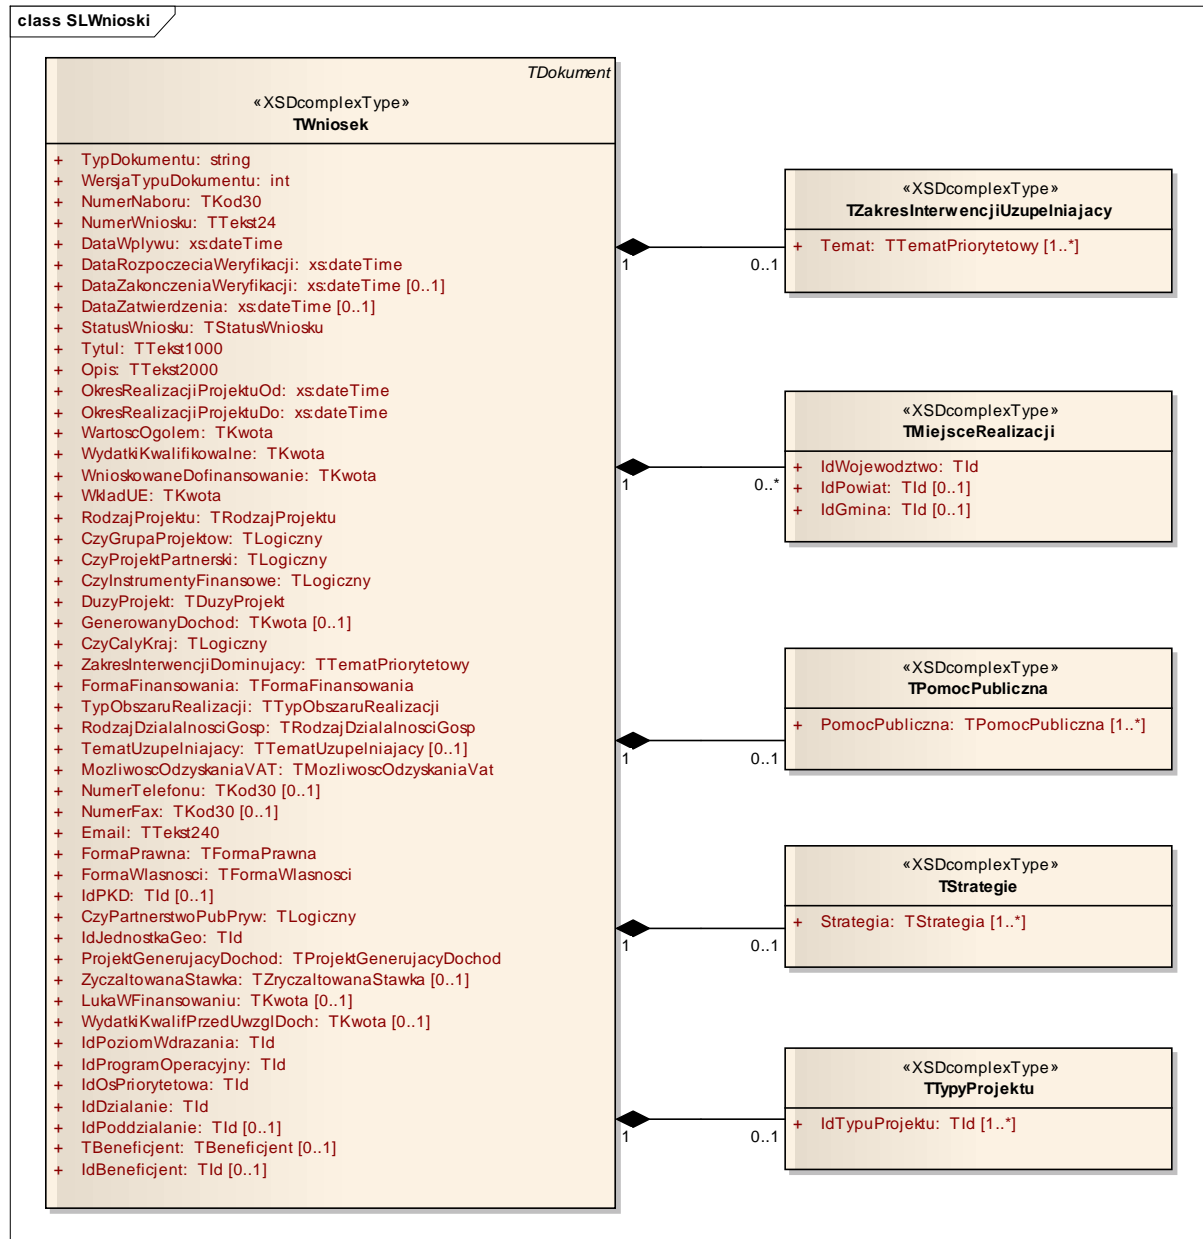 class SLWnioski
TDokument
«XSDcomplexType»
TWniosek
+ TypDokumentu: string
+ WersjaTypuDokumentu: int
+ NumerNaboru: TKod30
+ NumerWniosku: TTekst24
+ DataWplywu: xs:dateTime
+ DataRozpoczeciaWeryfikacji: xs:dateTime
+ DataZakonczeniaWeryfikacji: xs:dateTime [0..1]
+ DataZatwierdzenia: xs:dateTime [0..1]
+ StatusWniosku: TStatusWniosku
+ Tytul: TTekst1000
+ Opis: TTekst2000
+ OkresRealizacjiProjektuOd: xs:dateTime
+ OkresRealizacjiProjektuDo: xs:dateTime
+ WartoscOgolem: TKwota
+ WydatkiKwalifikowalne: TKwota
+ WnioskowaneDofinansowanie: TKwota
+ WkladUE: TKwota
+ RodzajProjektu: TRodzajProjektu
+ CzyGrupaProjektow: TLogiczny
+ CzyProjektPartnerski: TLogiczny
+ CzyInstrumentyFinansowe: TLogiczny
+ DuzyProjekt: TDuzyProjekt
+ GenerowanyDochod: TKwota [0..1]
+ CzyCalyKraj: TLogiczny
+ ZakresInterwencjiDominujacy: TTematPriorytetowy
+ FormaFinansowania: TFormaFinansowania
+ TypObszaruRealizacji: TTypObszaruRealizacji
+ RodzajDzialalnosciGosp: TRodzajDzialalnosciGosp
+ TematUzupelniajacy: TTematUzupelniajacy [0..1]
+ MozliwoscOdzyskaniaVAT: TMozliwoscOdzyskaniaVat
+ NumerTelefonu: TKod30 [0..1]
+ NumerFax: TKod30 [0..1]
+ Email: TTekst240
+ FormaPrawna: TFormaPrawna
+ FormaWlasnosci: TFormaWlasnosci
+ IdPKD: TId [0..1]
+ CzyPartnerstwoPubPryw: TLogiczny
+ IdJednostkaGeo: TId
+ ProjektGenerujacyDochod: TProjektGenerujacyDochod
+ ZyczaltowanaStawka: TZryczaltowanaStawka [0..1]
+ LukaWFinansowaniu: TKwota [0..1]
+ WydatkiKwalifPrzedUwzglDoch: TKwota [0..1]
+ IdPoziomWdrazania: TId
+ IdProgramOperacyjny: TId
+ IdOsPriorytetowa: TId
+ IdDzialanie: TId
+ IdPoddzialanie: TId [0..1]
+ TBeneficjent: TBeneficjent [0..1]
+ IdBeneficjent: TId [0..1]
1 0..1
«XSDcomplexType»
TZakresInterwencjiUzupelniajacy
+ Temat: TTematPriorytetowy [1..*]
1 0..*
«XSDcomplexType»
TMiejsceRealizacji
+ IdWojewodztwo: TId
+ IdPowiat: TId [0..1]
+ IdGmina: TId [0..1]
1 0..1
«XSDcomplexType»
TPomocPubliczna
+ PomocPubliczna: TPomocPubliczna [1..*]
1 0..1
«XSDcomplexType»
TStrategie
+ Strategia: TStrategia [1..*]
1 0..1
«XSDcomplexType»
TTypyProjektu
+ IdTypuProjektu: TId [1..*]